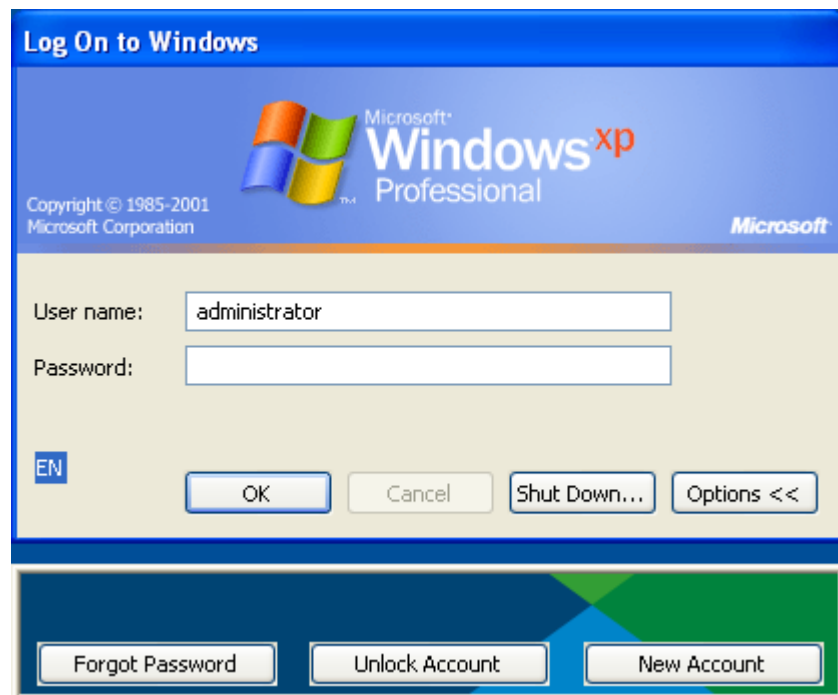 Log On to Windows
Microsoft®
Windows xp
Professional
TM
Copyright © 1985-2001
Microsoft Corporation
Microsoft®
User name: administrator
Password:
EN
OK Cancel Shut Down... Options <<
Forgot Password Unlock Account New Account